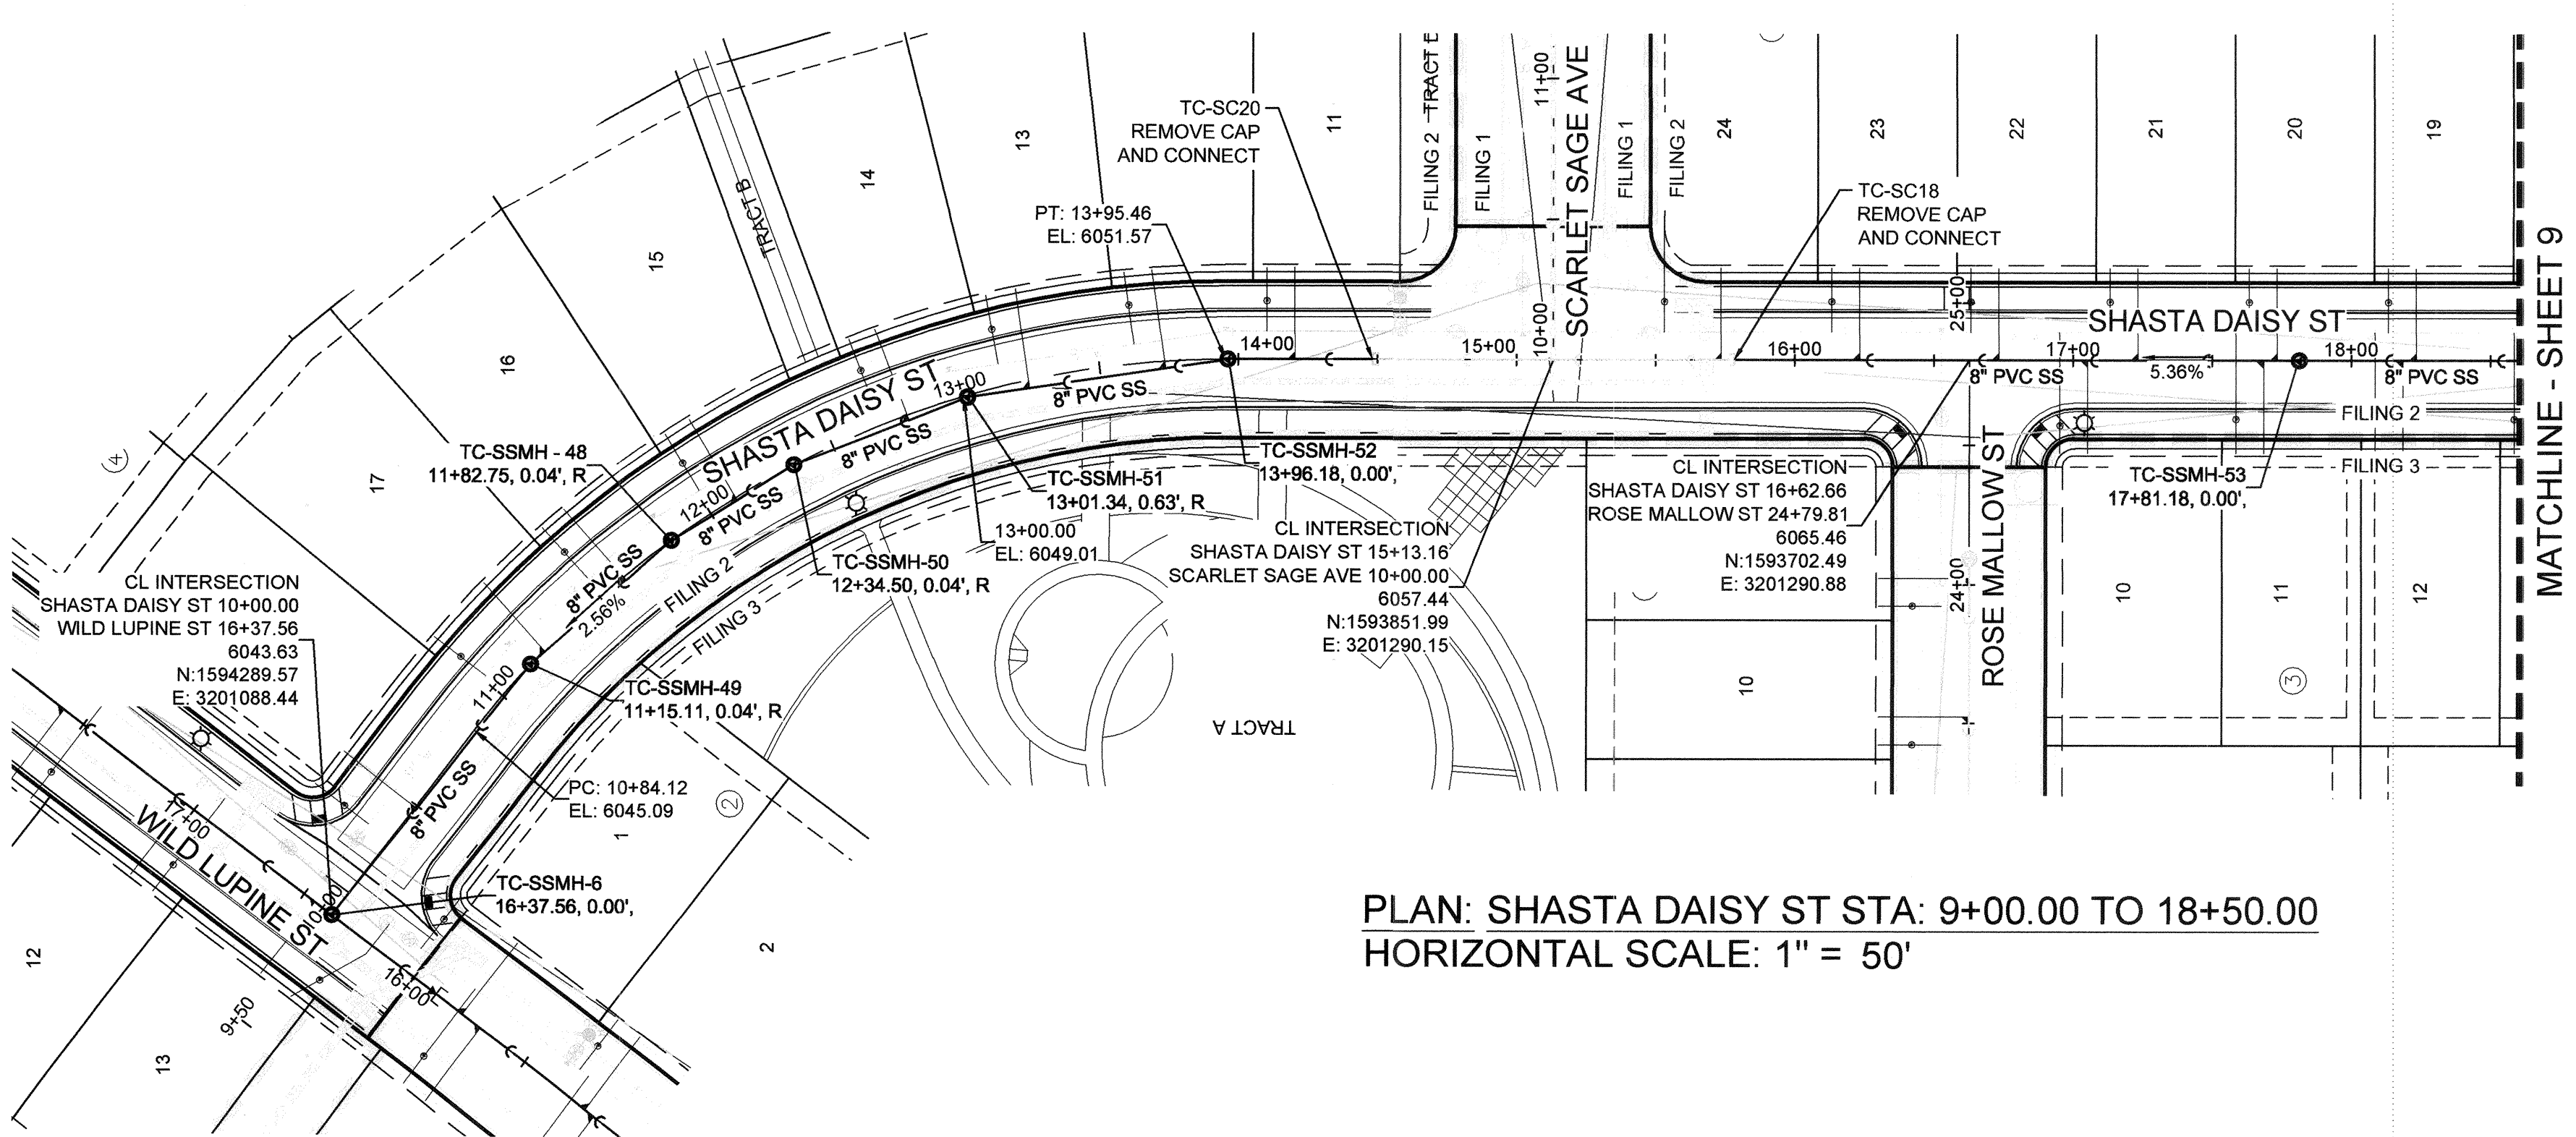 TC-SC20
REMOVE CAP
AND CONNECT
PT: 13+95.46
EL: 6051.57
TC-SC18
REMOVE CAP
AND CONNECT
11
13
14
15
16
17
TRACT B
FILING 2
FILING 1
SCARLET SAGE AVE
11+00
10+00
FILING 1
FILING 2
24
23
22
21
20
19
MATCHLINE - SHEET 9
SHASTA DAISY ST
13+00
14+00
15+00
16+00
25+00
17+00
18+00
8" PVC SS
5.36%
8" PVC SS
FILING 2
FILING 3
SHASTA DAISY ST
8" PVC SS
8" PVC SS
12+00
8" PVC SS
8" PVC SS
2.56%
FILING 2
FILING 3
11+00
8" PVC SS
TC-SSMH - 48
11+82.75, 0.04', R
TC-SSMH-52
13+96.18, 0.00',
TC-SSMH-51
13+01.34, 0.63', R
13+00.00
EL: 6049.01
TC-SSMH-50
12+34.50, 0.04', R
CL INTERSECTION
SHASTA DAISY ST 15+13.16
SCARLET SAGE AVE 10+00.00
6057.44
N:1593851.99
E: 3201290.15
CL INTERSECTION
SHASTA DAISY ST 16+62.66
ROSE MALLOW ST 24+79.81
6065.46
N:1593702.49
E: 3201290.88
TC-SSMH-53
17+81.18, 0.00',
ROSE MALLOW ST
24+00
10
10
11
12
3
4
CL INTERSECTION
SHASTA DAISY ST 10+00.00
WILD LUPINE ST 16+37.56
6043.63
N:1594289.57
E: 3201088.44
TC-SSMH-49
11+15.11, 0.04', R
PC: 10+84.12
EL: 6045.09
TC-SSMH-6
16+37.56, 0.00',
TRACT A
2
1
2
17+00
WILD LUPINE ST
10+00
16+00
9+50
12
13
PLAN: SHASTA DAISY ST STA: 9+00.00 TO 18+50.00
HORIZONTAL SCALE: 1" = 50'